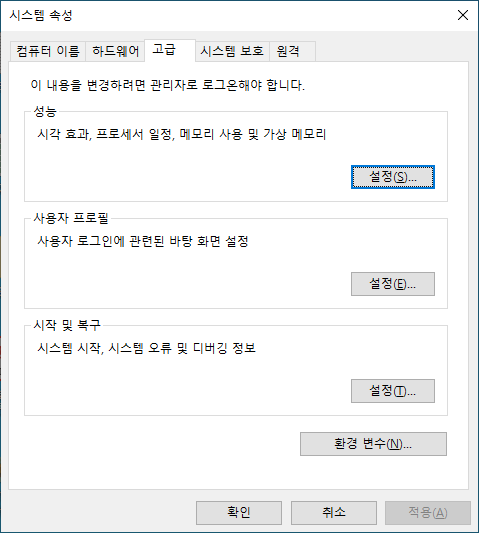 시스템 속성
컴퓨터 이름 하드웨어 고급 시스템 보호 원격
이 내용을 변경하려면 관리자로 로그온해야 합니다.
성능
시각 효과, 프로세서 일정, 메모리 사용 및 가상 메모리
설정(S)...
사용자 프로필
사용자 로그인에 관련된 바탕 화면 설정
설정(E)...
시작 및 복구
시스템 시작, 시스템 오류 및 디버깅 정보
설정(T)...
환경 변수(N)...
확인 취소 적용(A)